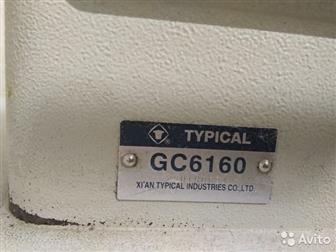 TYPICAL
GC6160
XI'AN TYPICAL INDUSTRIES CO.,LTD
Avito